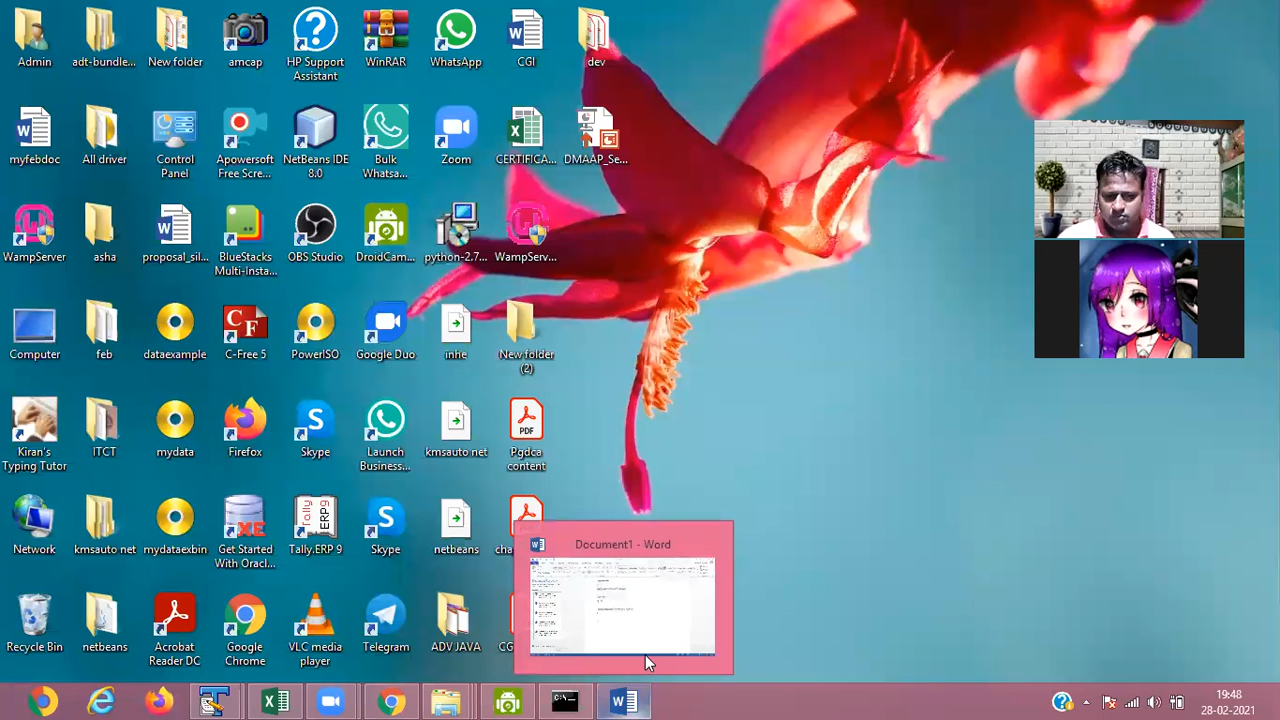 Admin
adt-bundle...
New folder
amcap
HP Support
Assistant
WinRAR
WhatsApp
CGI
dev
myfebdoc
All driver
Control
Panel
Apowersoft
Free Scre...
NetBeans IDE
8.0
Bulk
Whatsa...
Zoom
CERTIFICA...
DMAAP_Se...
WampServer
asha
proposal_sil...
BlueStacks
Multi-Insta...
OBS Studio
DroidCam...
python-2.7...
WampServ...
Computer
feb
dataexample
C-Free 5
PowerISO
Google Duo
inhe
New folder
(2)
Kiran's
Typing Tutor
ITCT
mydata
Firefox
Skype
Launch
Business...
kmsauto net
PDF
Pgdca
content
Network
kmsauto net
mydataexbin
Get Started
With Oracl...
Tally.ERP 9
Skype
netbeans
Document1 - Word
Recycle Bin
netbeans
Acrobat
Reader DC
Google
Chrome
VLC media
player
Telegram
ADV JAVA
19:48
28-02-2021